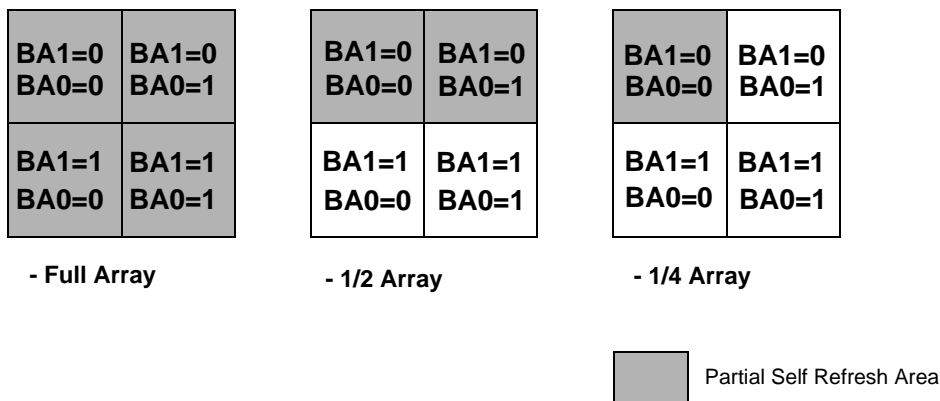 BA1=0 BA1=0
BA0=0 BA0=1
BA1=1 BA1=1
BA0=0 BA0=1
- Full Array
BA1=0 BA1=0
BA0=0 BA0=1
BA1=1 BA1=1
BA0=0 BA0=1
- 1/2 Array
BA1=0 BA1=0
BA0=0 BA0=1
BA1=1 BA1=1
BA0=0 BA0=1
- 1/4 Array
Partial Self Refresh Area